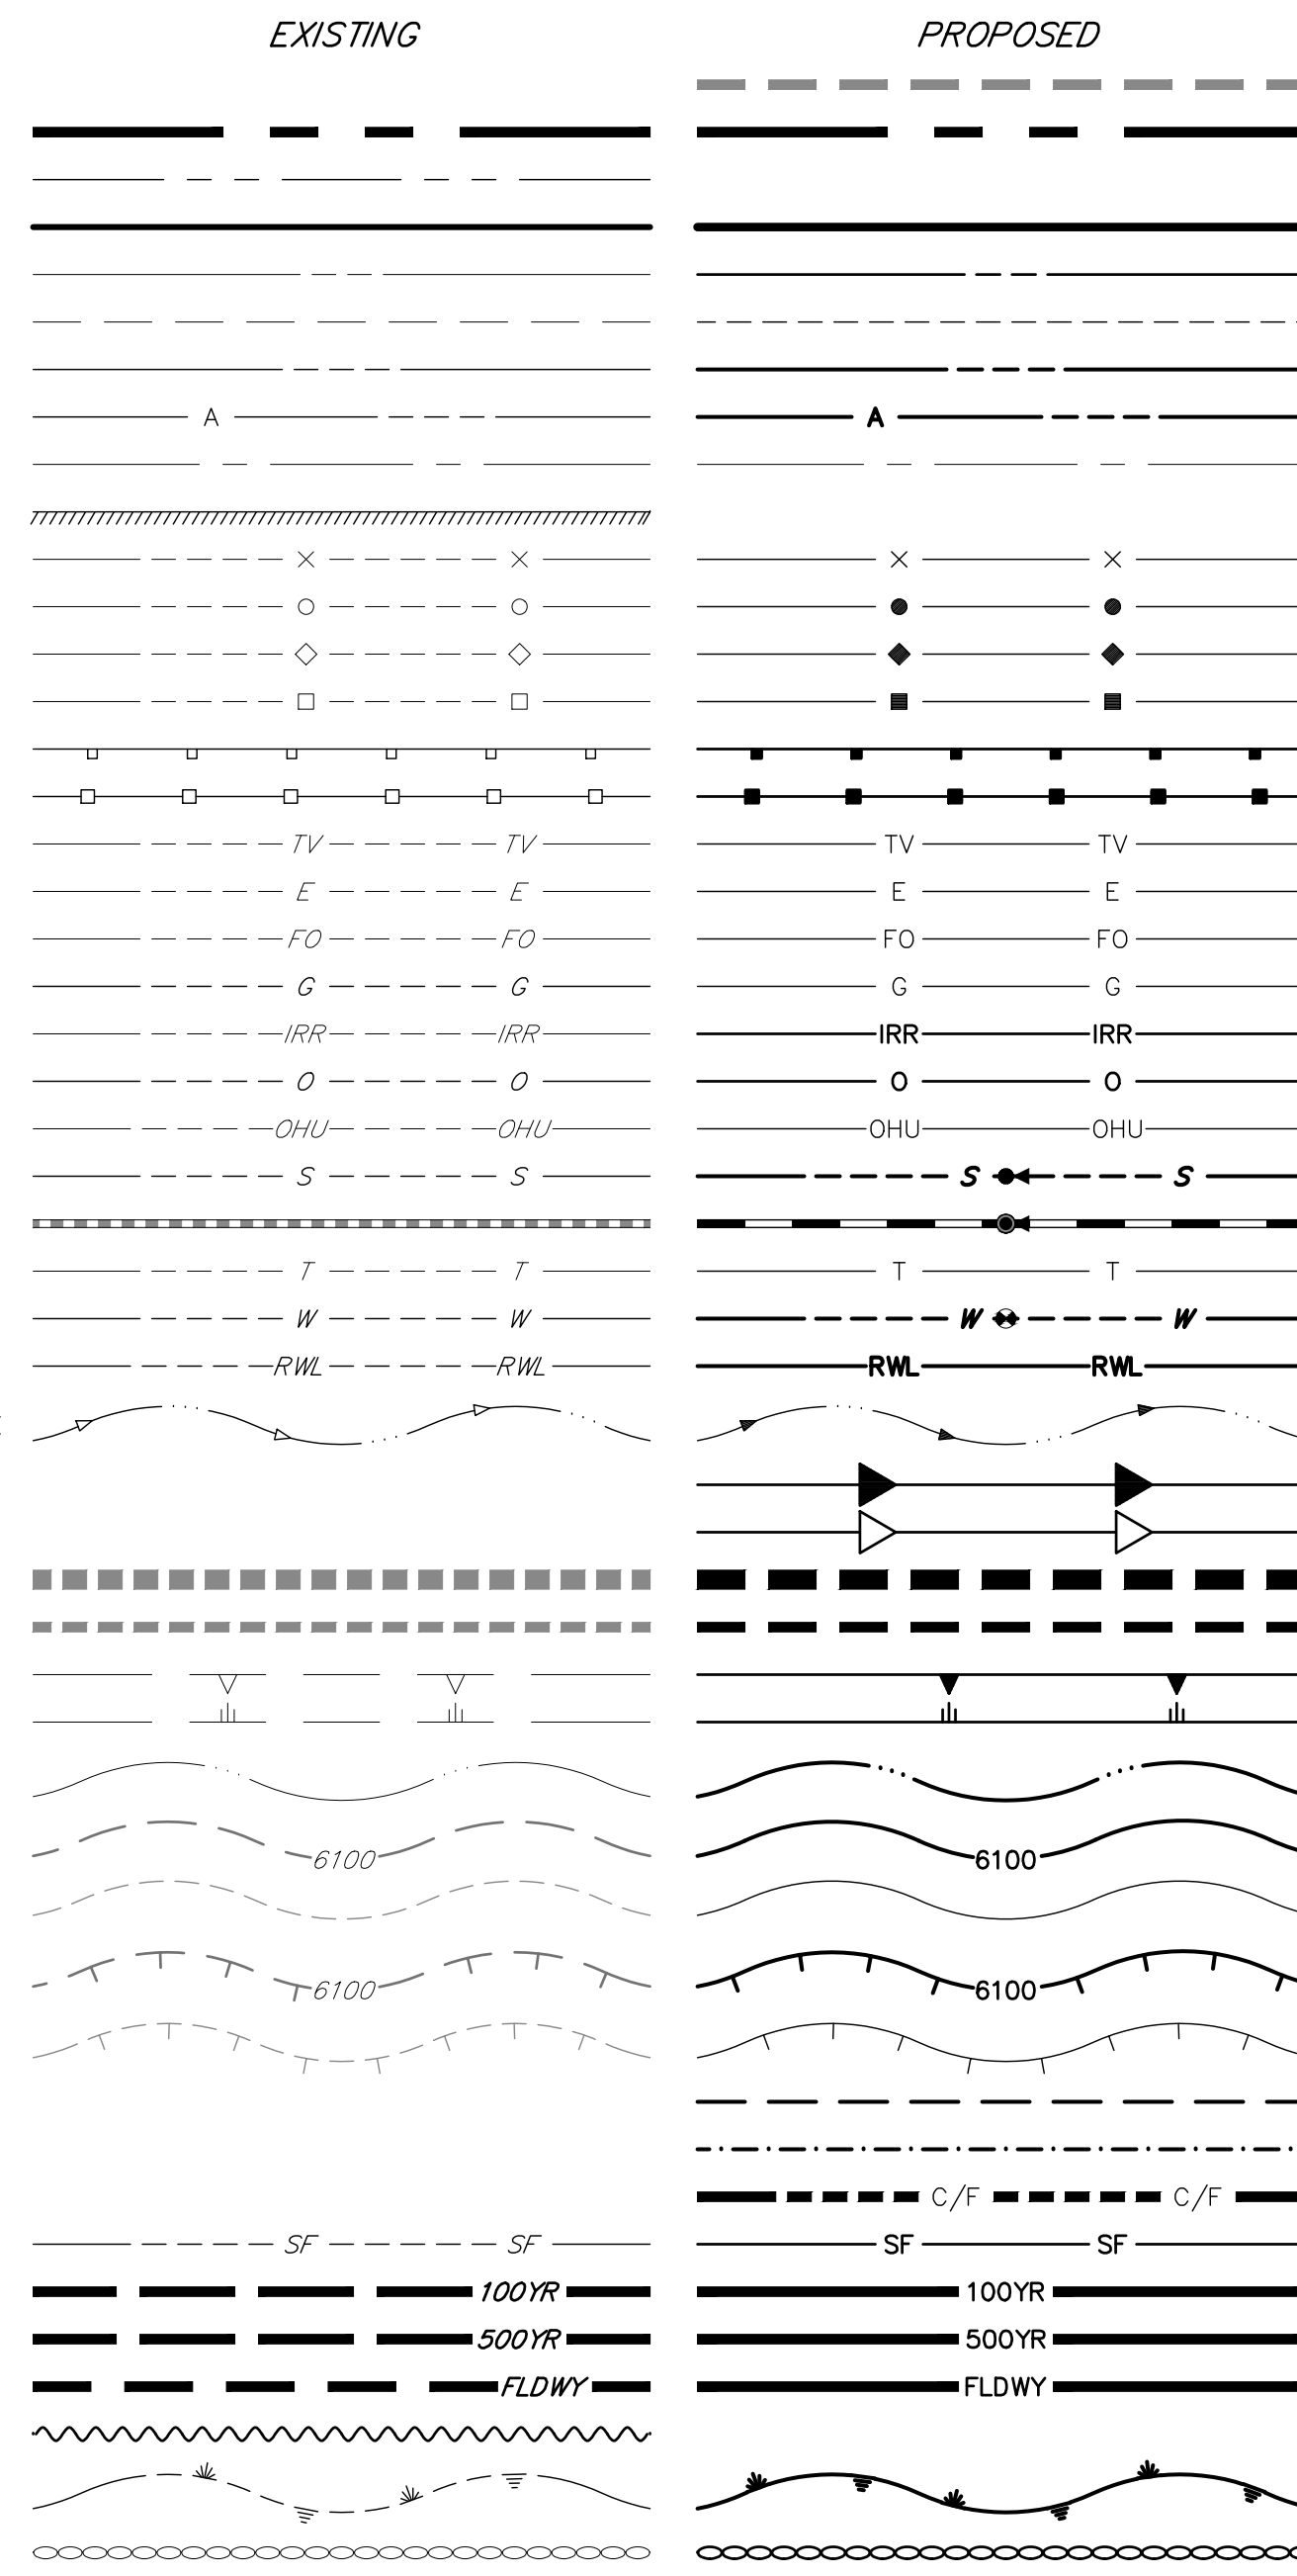 EXISTING PROPOSED
A A
TV TV TV TV
E E E E
FO FO FO FO
G G G G
IRR IRR IRR IRR
O O O O
OHU OHU OHU OHU
S S S S
T T T T
W W W W
RWL RWL RWL RWL
6100 6100
6100 6100
C/F C/F
SF SF SF SF
100YR 100YR
500YR 500YR
FLDWY FLDWY